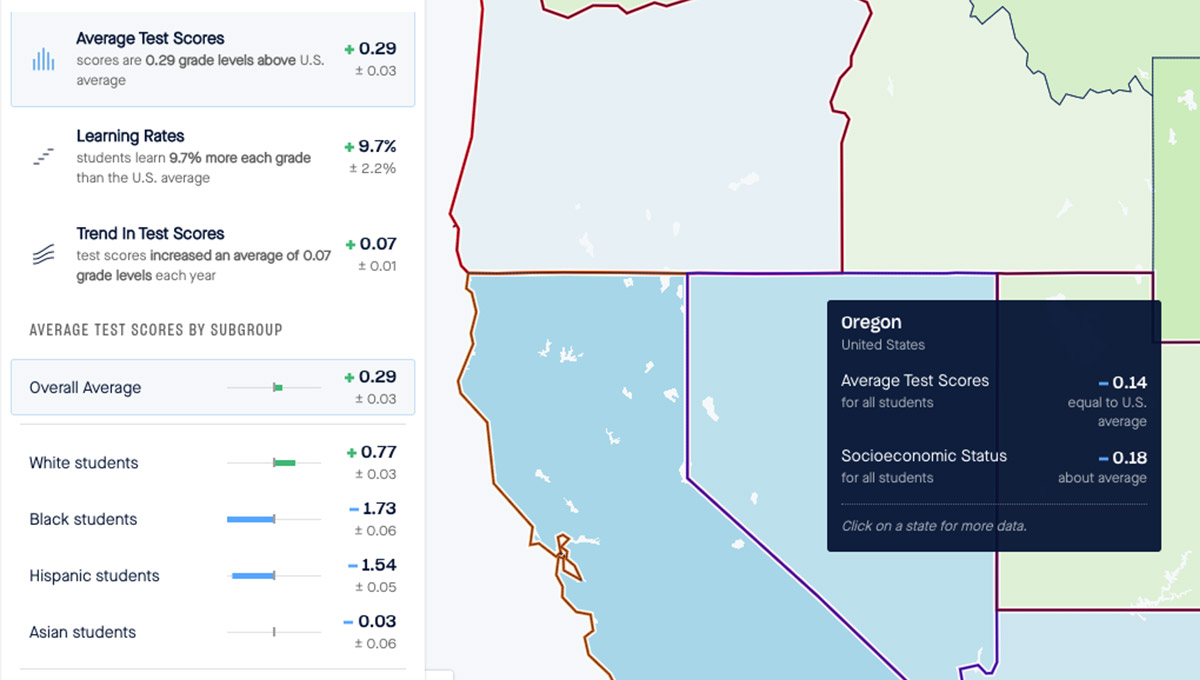 Average Test Scores
scores are 0.29 grade levels above U.S.
average
+ 0.29
± 0.03
Learning Rates
students learn 9.7% more each grade
than the U.S. average
+ 9.7%
± 2.2%
Trend In Test Scores
test scores increased an average of 0.07
grade levels each year
+ 0.07
± 0.01
AVERAGE TEST SCORES BY SUBGROUP
Overall Average
+ 0.29
± 0.03
White students
+ 0.77
± 0.03
Black students
− 1.73
± 0.06
Hispanic students
− 1.54
± 0.05
Asian students
− 0.03
± 0.06
Oregon
United States
Average Test Scores
for all students
− 0.14
equal to U.S.
average
Socioeconomic Status
for all students
− 0.18
about average
Click on a state for more data.